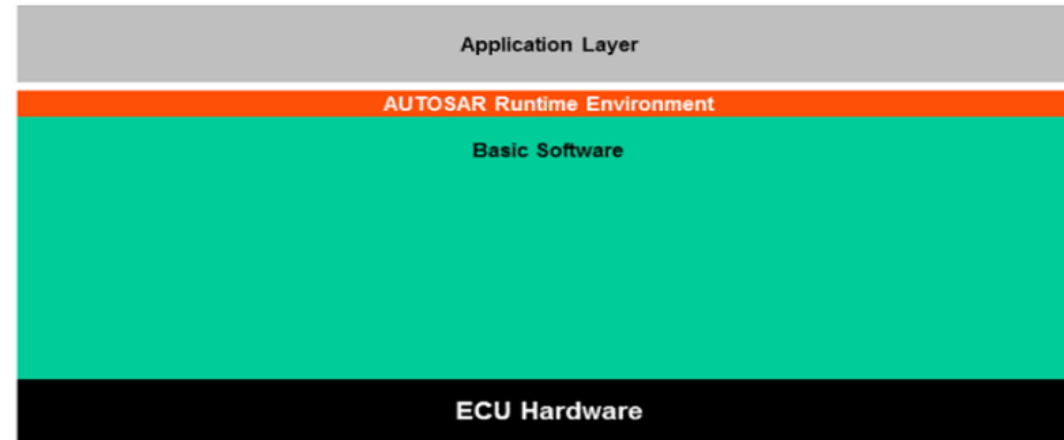 Application Layer
AUTOSAR Runtime Environment
Basic Software
ECU Hardware